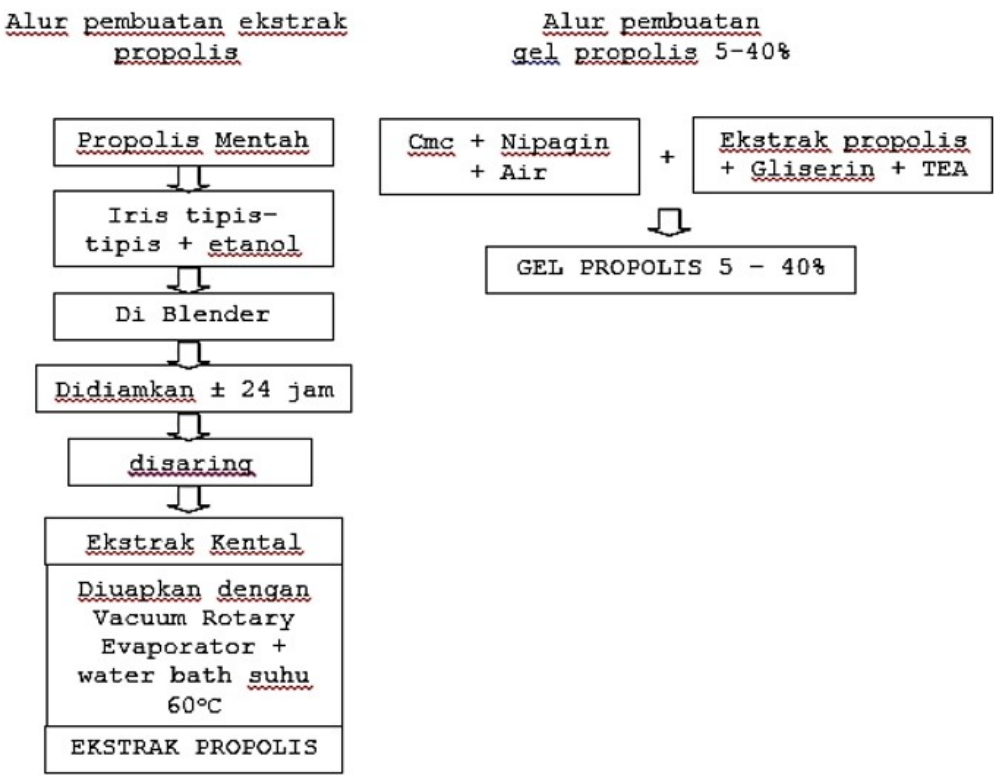 Alur pembuatan ekstrak
propolis
Propolis Mentah
Iris tipis-
tipis + etanol
Di Blender
Didiamkan ± 24 jam
disaring
Ekstrak Kental
Diuapkan dengan
Vacuum Rotary
Evaporator +
water bath suhu
60°C
EKSTRAK PROPOLIS
Alur pembuatan
gel propolis 5-40%
Cmc + Nipagin
+ Air
+
Ekstrak propolis
+ Gliserin + TEA
GEL PROPOLIS 5 - 40%